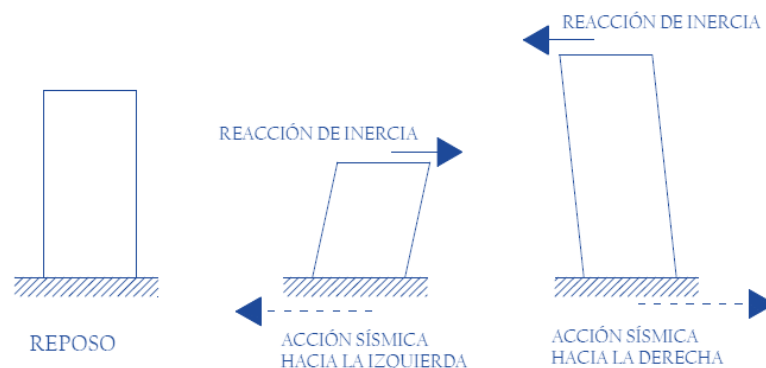 REACCIÓN DE INERCIA
REACCIÓN DE INERCIA
REPOSO
ACCIÓN SÍSMICA
HACIA LA IZQUIERDA
ACCIÓN SÍSMICA
HACIA LA DERECHA